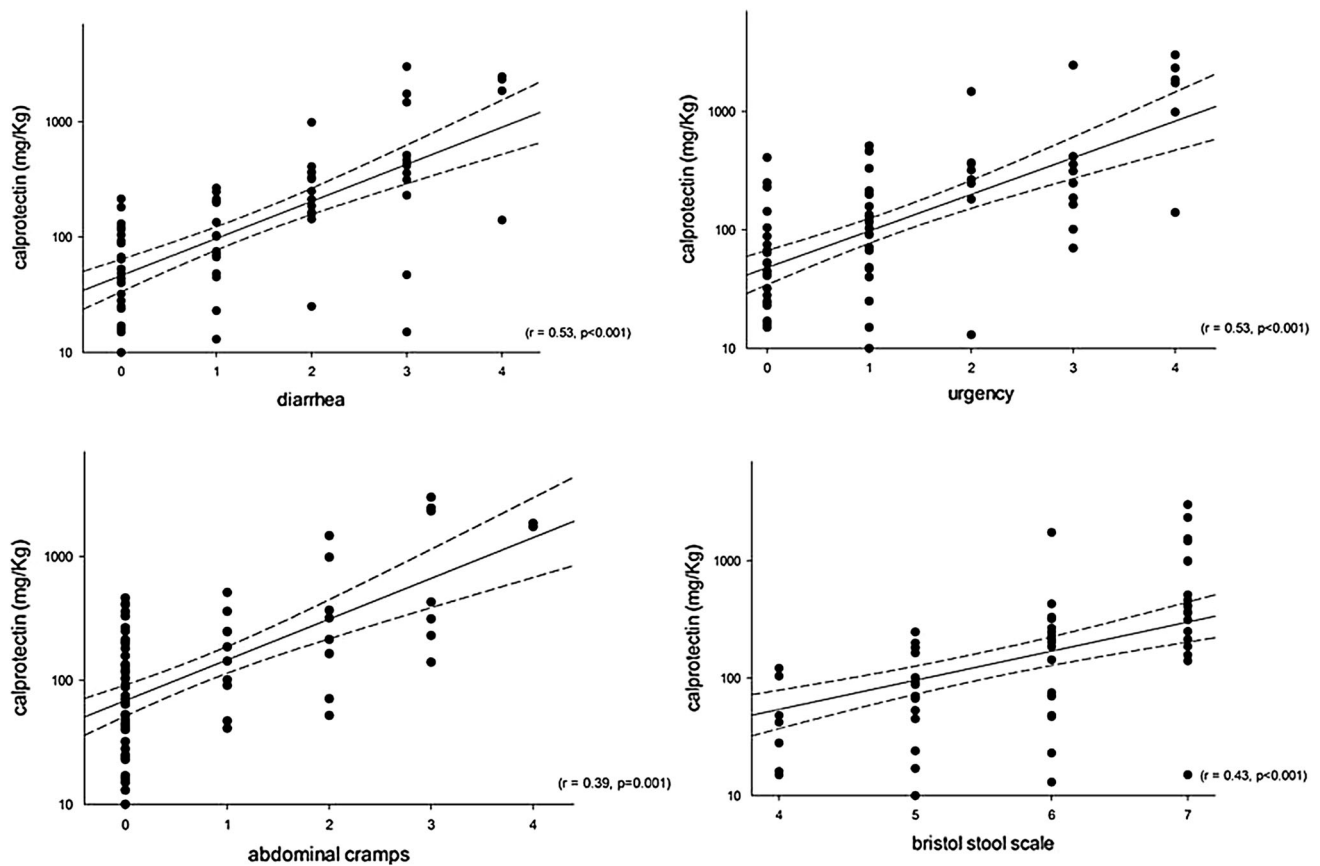 calprotectin (mg/Kg)
1000
100
10
(r = 0.53, p<0.001)
0 1 2 3 4
diarrhea
calprotectin (mg/Kg)
1000
100
10
(r = 0.53, p<0.001)
0 1 2 3 4
urgency
calprotectin (mg/Kg)
1000
100
10
(r = 0.39, p=0.001)
0 1 2 3 4
abdominal cramps
calprotectin (mg/Kg)
1000
100
10
(r = 0.43, p<0.001)
4 5 6 7
bristol stool scale